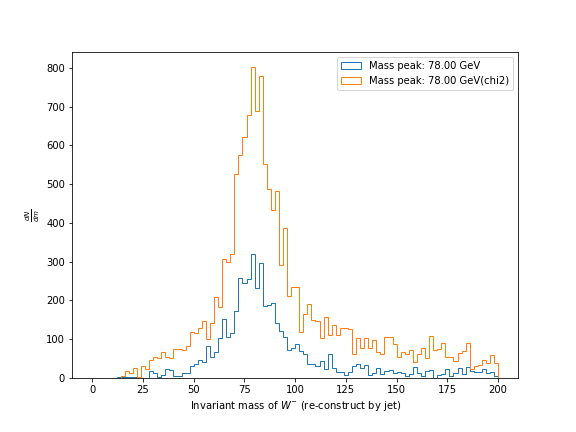 Mass peak: 78.00 GeV
Mass peak: 78.00 GeV(chi2)
800
700
600
500
400
300
200
100
0
dN
dm
0 25 50 75 100 125 150 175 200
Invariant mass of W⁻ (re-construct by jet)